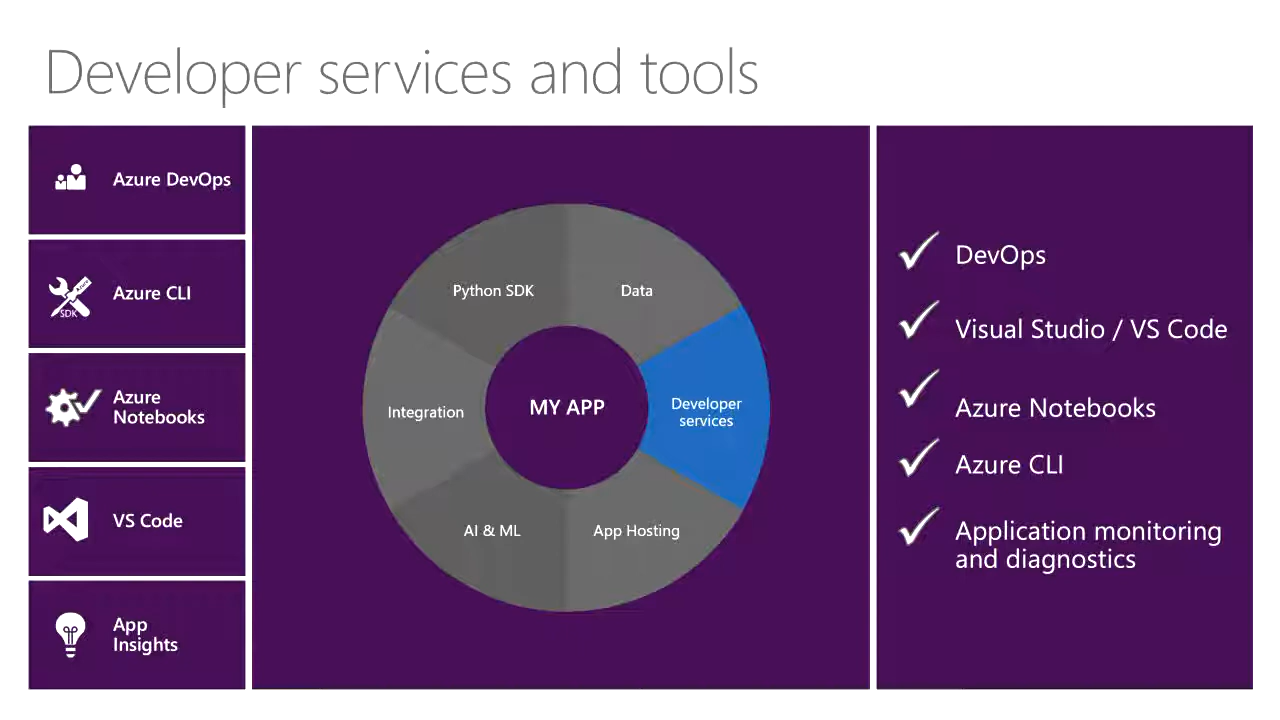 Developer services and tools
Azure DevOps
SDK
Azure CLI
Azure
Notebooks
VS Code
App
Insights
Python SDK
Data
Integration
MY APP
Developer
services
AI & ML
App Hosting
DevOps
Visual Studio / VS Code
Azure Notebooks
Azure CLI
Application monitoring
and diagnostics